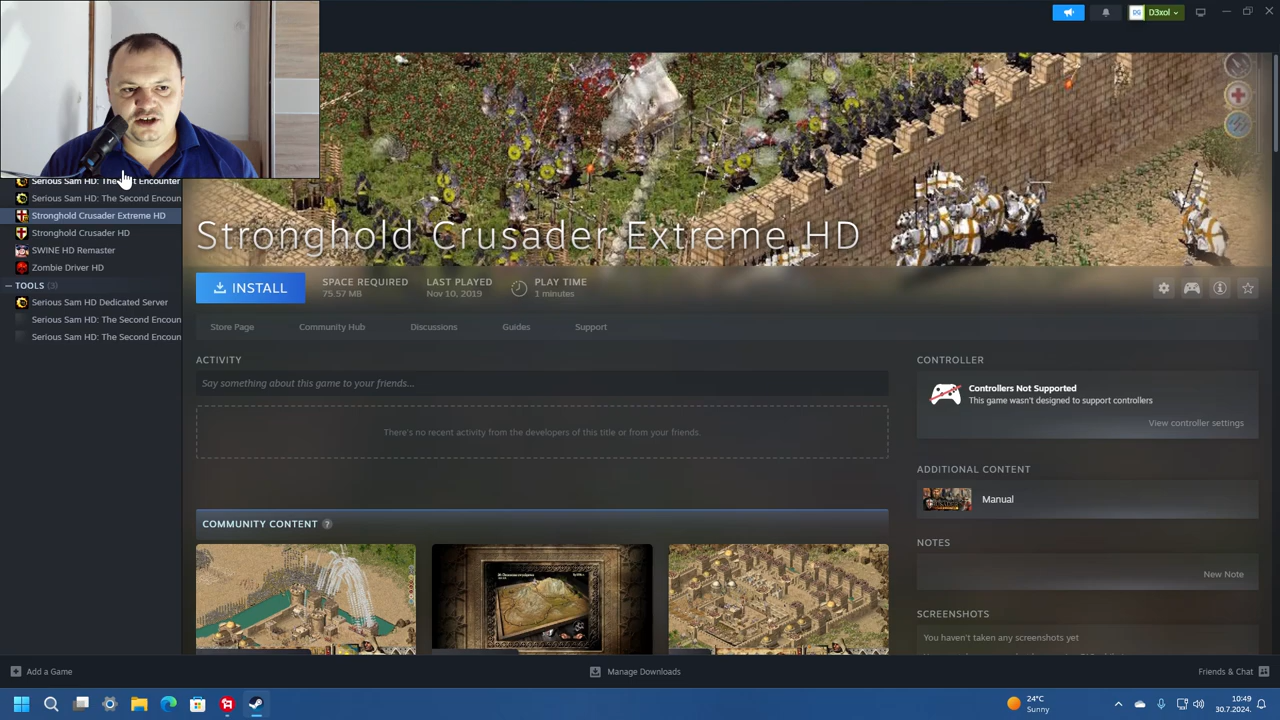 D3xol
Serious Sam HD: The
Encounter
Serious Sam HD: The Second Encoun
Stronghold Crusader Extreme HD
Stronghold Crusader HD
SWINE HD Remaster
Zombie Driver HD
TOOLS (3)
Serious Sam HD Dedicated Server
Serious Sam HD: The Second Encoun
Serious Sam HD: The Second Encoun
Stronghold Crusader Extreme HD
INSTALL
SPACE REQUIRED
75.57 MB
LAST PLAYED
Nov 10, 2019
PLAY TIME
1 minutes
Store Page
Community Hub
Discussions
Guides
Support
ACTIVITY
Say something about this game to your friends...
There's no recent activity from the developers of this title or from your friends.
COMMUNITY CONTENT ?
CONTROLLER
Controllers Not Supported
This game wasn't designed to support controllers
View controller settings
ADDITIONAL CONTENT
Manual
NOTES
New Note
SCREENSHOTS
You haven't taken any screenshots yet
Add a Game
Manage Downloads
Friends & Chat
24°C
Sunny
10:49
30.7.2024.